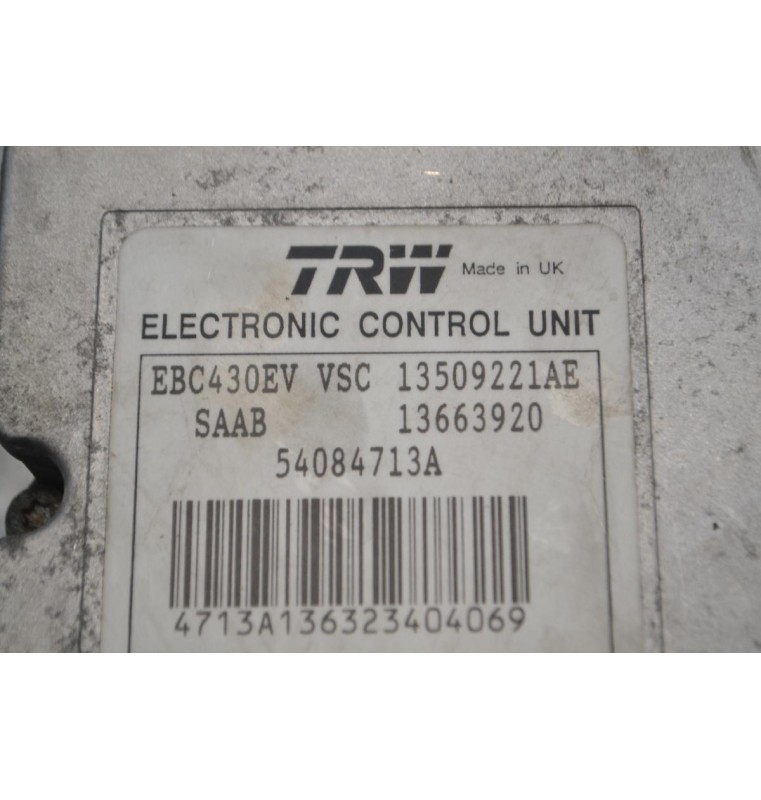 TRW Made in UK
ELECTRONIC CONTROL UNIT
EBC430EV VSC 13509221AE
SAAB 13663920
54084713A
4713A136323404069